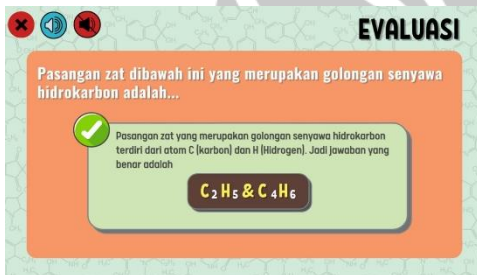 EVALUASI
Pasangan zat dibawah ini yang merupakan golongan senyawa
hidrokarbon adalah...
Pasangan zat yang merupakan golongan senyawa hidrokarbon
terdiri dari atom C (karbon) dan H (Hidrogen). Jadi jawaban yang
benar adalah
C₂H₅ & C₄H₆